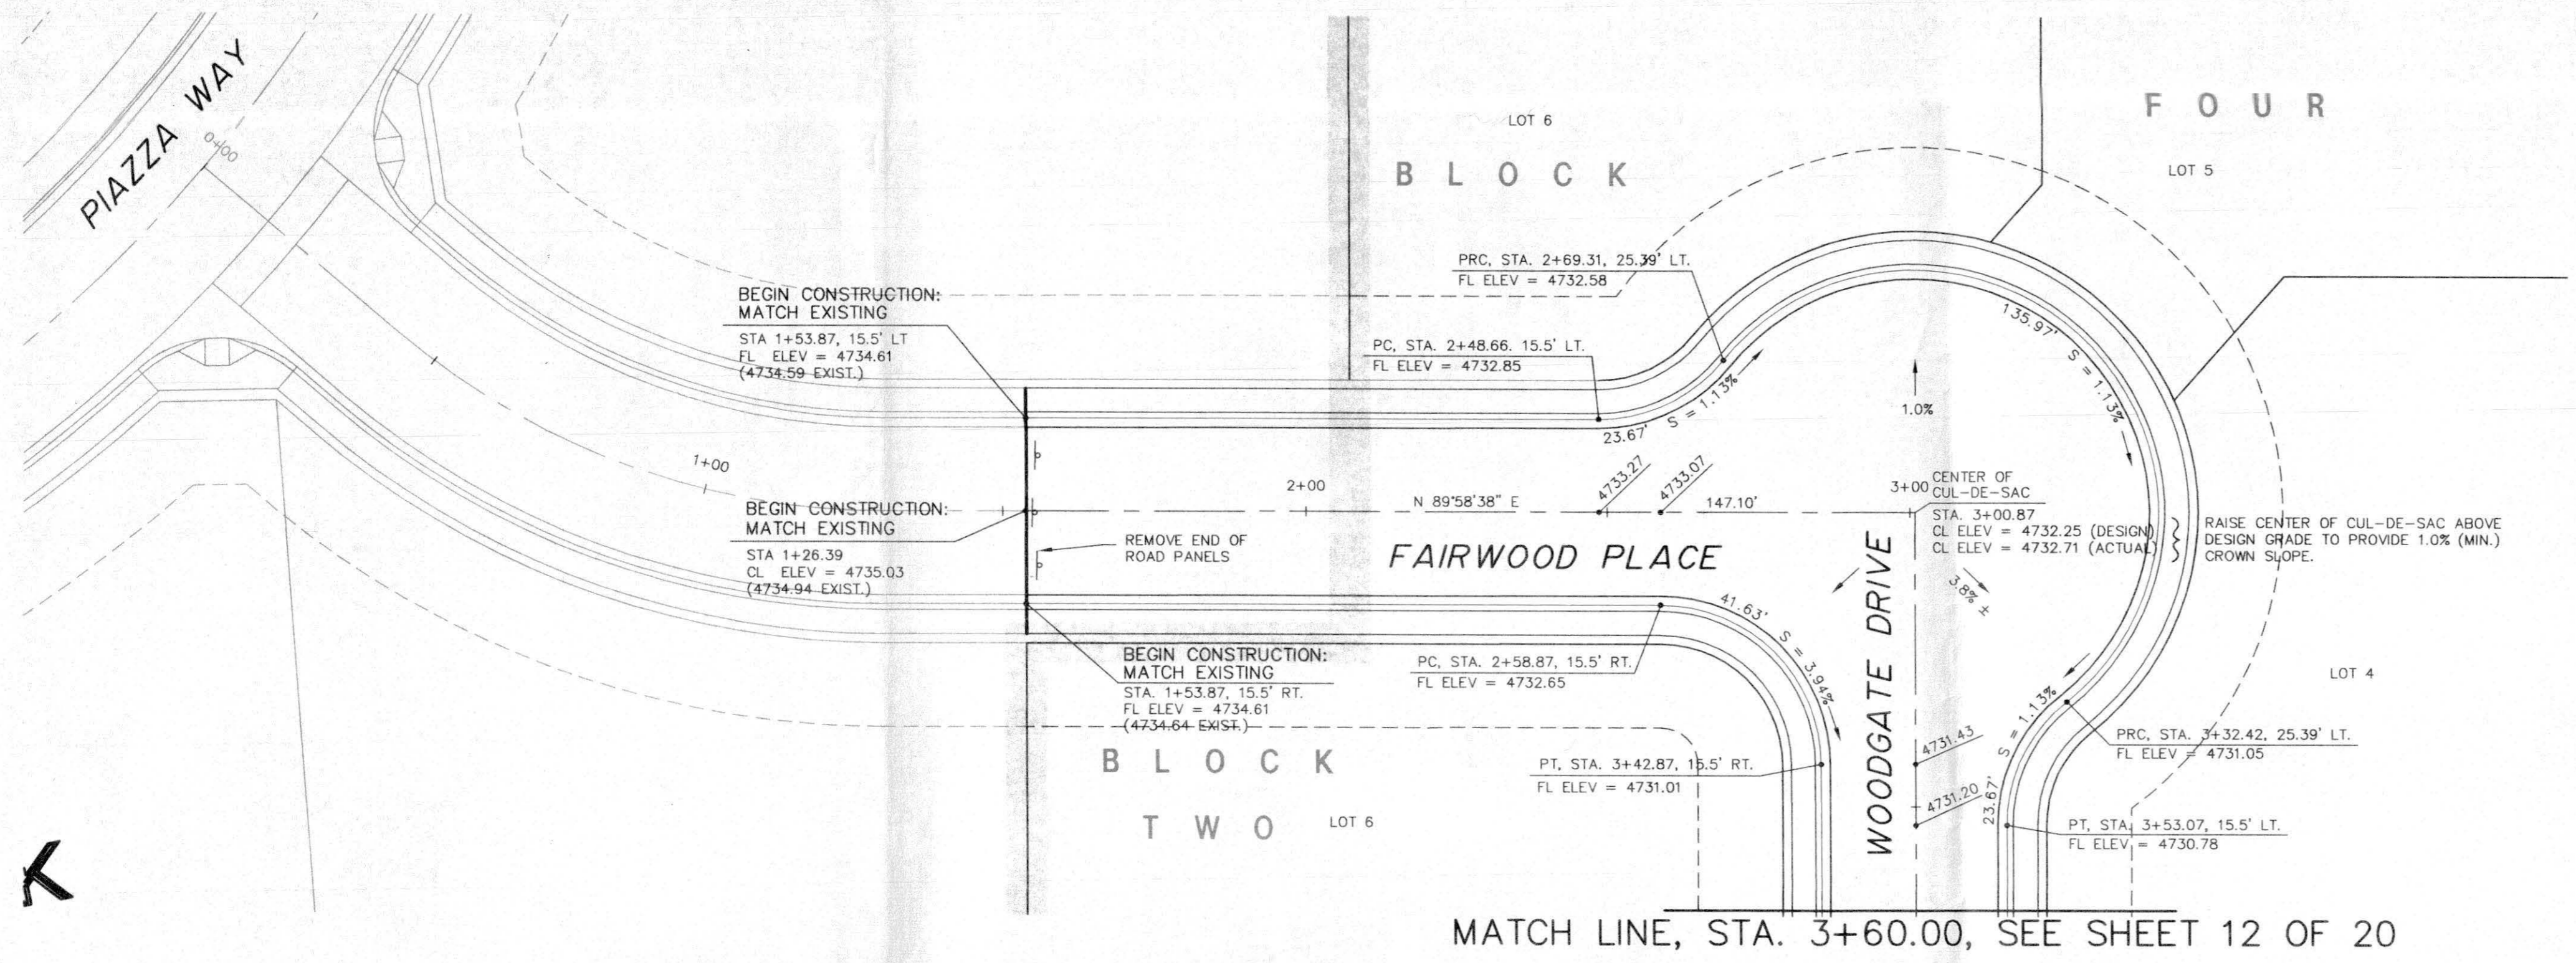 PIAZZA WAY
0+00
1+00
BEGIN CONSTRUCTION:
MATCH EXISTING
STA 1+53.87, 15.5' LT
FL ELEV = 4734.61
(4734.59 EXIST.)
BEGIN CONSTRUCTION:
MATCH EXISTING
STA 1+26.39
CL ELEV = 4735.03
(4734.94 EXIST.)
REMOVE END OF
ROAD PANELS
BEGIN CONSTRUCTION:
MATCH EXISTING
STA. 1+53.87, 15.5' RT.
FL ELEV = 4734.61
(4734.64 EXIST.)
BLOCK
TWO
LOT 6
LOT 6
BLOCK
FOUR
LOT 5
PRC, STA. 2+69.31, 25.39' LT.
FL ELEV = 4732.58
PC, STA. 2+48.66. 15.5' LT.
FL ELEV = 4732.85
23.67' S = 1.13%
135.97' S = 1.13%
1.0%
2+00
N 89°58'38" E
4733.27
4733.07
147.10'
3+00
CENTER OF
CUL-DE-SAC
STA. 3+00.87
CL ELEV = 4732.25 (DESIGN)
CL ELEV = 4732.71 (ACTUAL)
RAISE CENTER OF CUL-DE-SAC ABOVE
DESIGN GRADE TO PROVIDE 1.0% (MIN.)
CROWN SLOPE.
FAIRWOOD PLACE
WOODGATE DRIVE
3.8% ±
41.63' S = 3.94%
PC, STA. 2+58.87, 15.5' RT.
FL ELEV = 4732.65
LOT 4
S = 1.13%
23.67'
PRC, STA. 3+32.42, 25.39' LT.
FL ELEV = 4731.05
4731.43
4731.20
PT, STA. 3+42.87, 15.5' RT.
FL ELEV = 4731.01
PT, STA. 3+53.07, 15.5' LT.
FL ELEV = 4730.78
K
MATCH LINE, STA. 3+60.00, SEE SHEET 12 OF 20